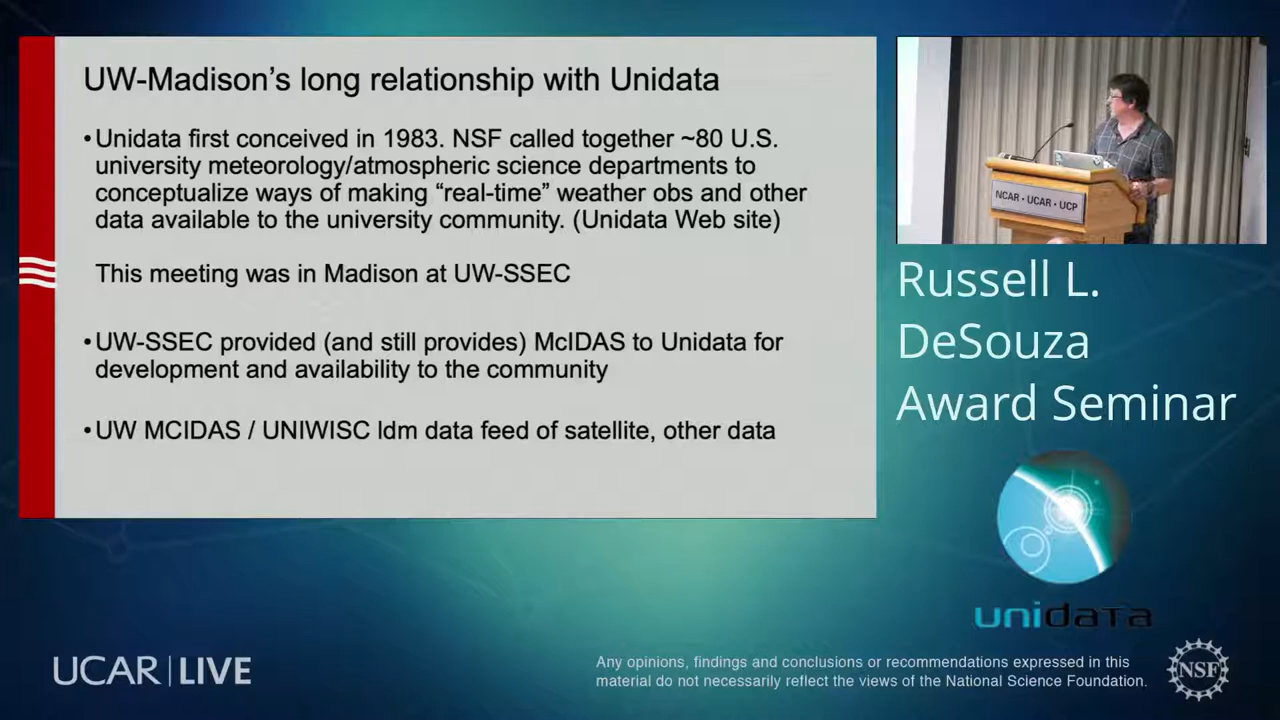 UW-Madison's long relationship with Unidata
•Unidata first conceived in 1983. NSF called together ~80 U.S.
university meteorology/atmospheric science departments to
conceptualize ways of making “real-time” weather obs and other
data available to the university community. (Unidata Web site)
This meeting was in Madison at UW-SSEC
•UW-SSEC provided (and still provides) McIDAS to Unidata for
development and availability to the community
•UW MCIDAS / UNIWISC ldm data feed of satellite, other data
NCAR • UCAR • UCP
Russell L.
DeSouza
Award Seminar
unidata
UCAR | LIVE
Any opinions, findings and conclusions or recommendations expressed in this
material do not necessarily reflect the views of the National Science Foundation.
NSF